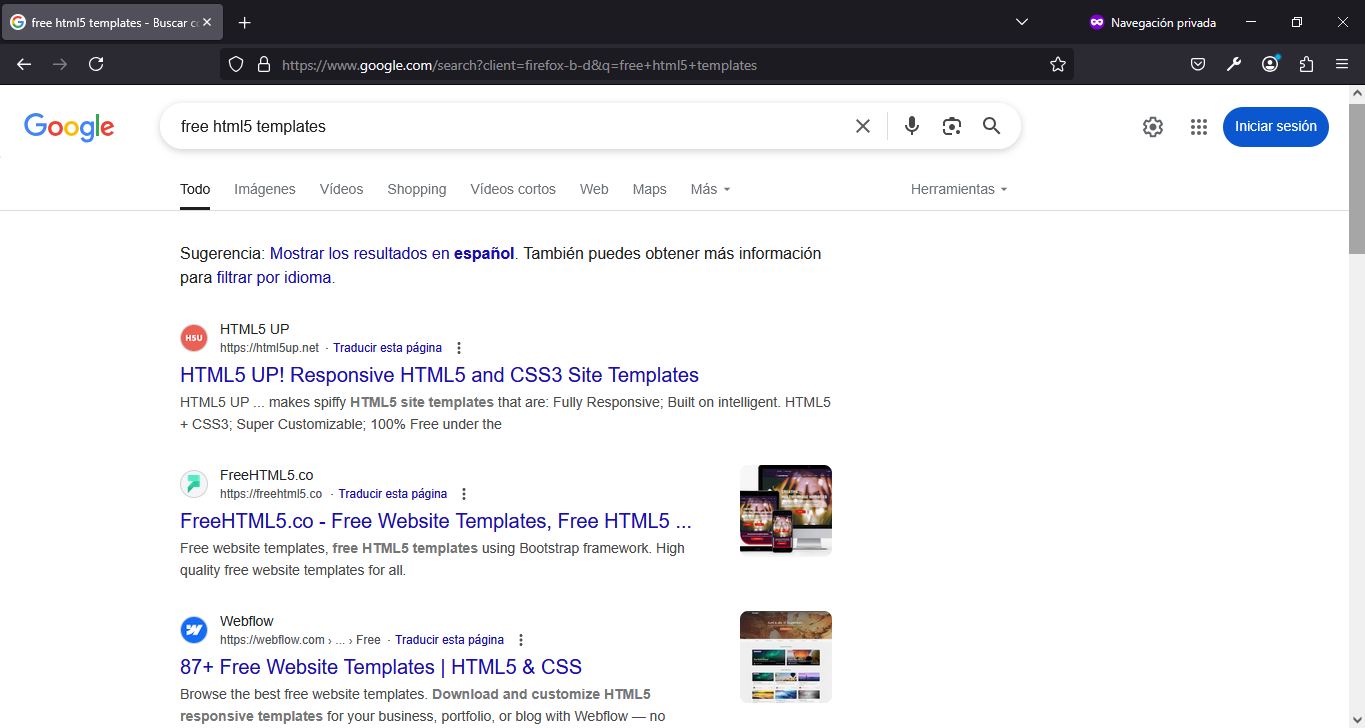 free html5 templates - Buscar co
Navegación privada
https://www.google.com/search?client=firefox-b-d&q=free+html5+templates
Google
free html5 templates
Iniciar sesión
Todo
Imágenes
Vídeos
Shopping
Vídeos cortos
Web
Maps
Más
Herramientas
Sugerencia: Mostrar los resultados en español. También puedes obtener más información
para filtrar por idioma.
H5U
HTML5 UP
https://html5up.net · Traducir esta página
HTML5 UP! Responsive HTML5 and CSS3 Site Templates
HTML5 UP ... makes spiffy HTML5 site templates that are: Fully Responsive; Built on intelligent. HTML5
+ CSS3; Super Customizable; 100% Free under the
FreeHTML5.co
https://freehtml5.co · Traducir esta página
FreeHTML5.co - Free Website Templates, Free HTML5 ...
Free website templates, free HTML5 templates using Bootstrap framework. High
quality free website templates for all.
Webflow
https://webflow.com › ... › Free · Traducir esta página
87+ Free Website Templates | HTML5 & CSS
Browse the best free website templates. Download and customize HTML5
responsive templates for your business, portfolio, or blog with Webflow — no